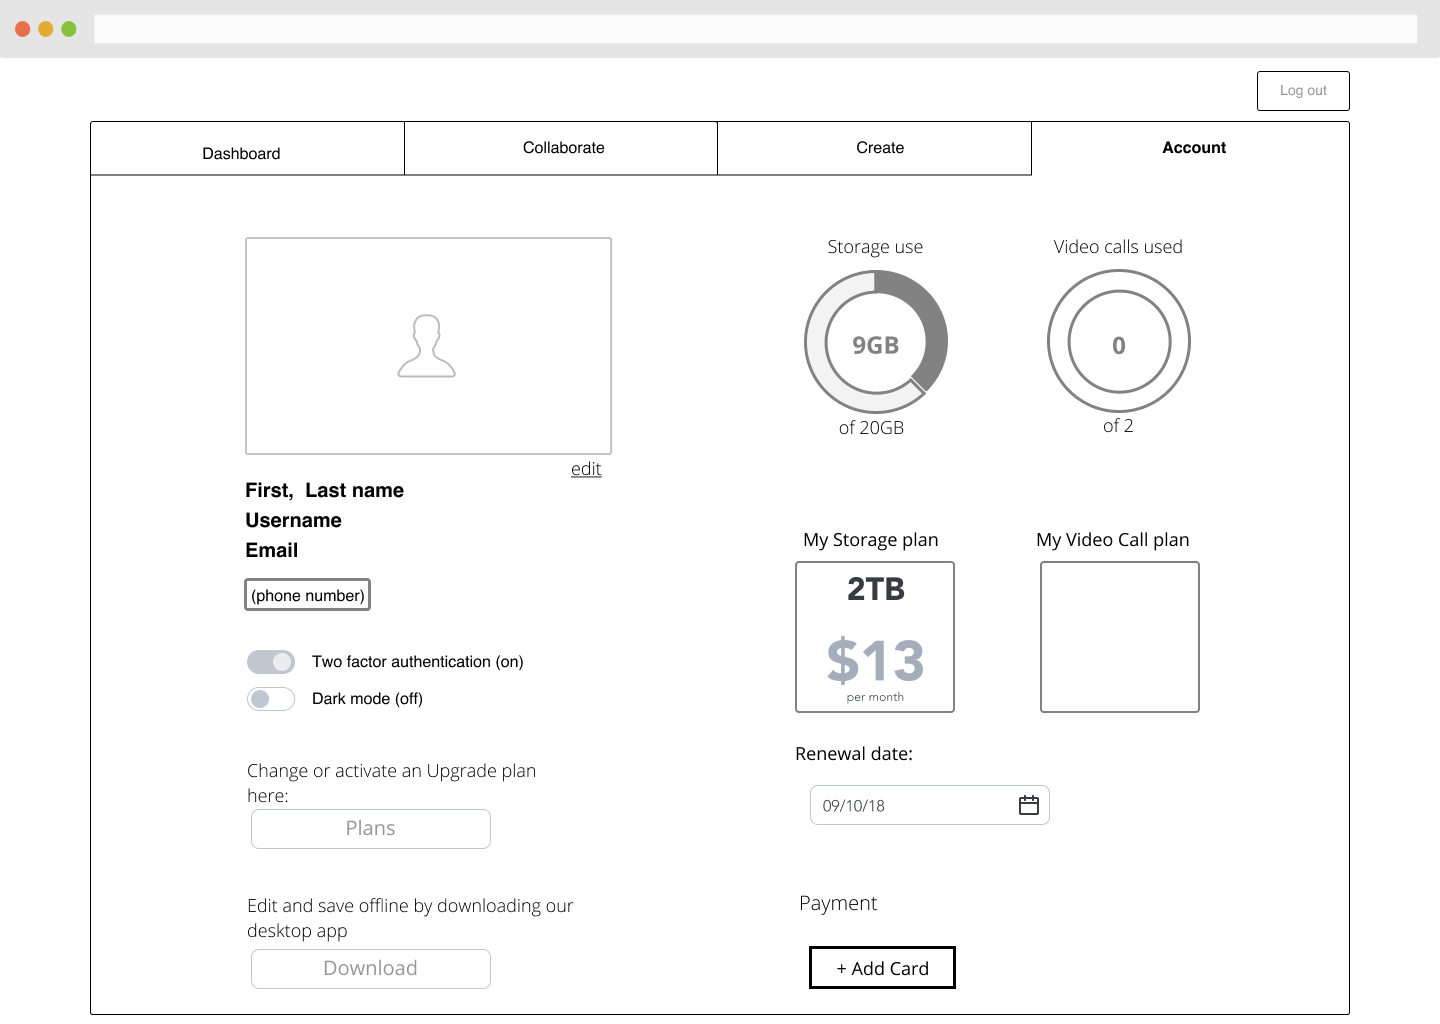 Log out
Dashboard
Collaborate
Create
Account
Storage use
9GB
of 20GB
Video calls used
0
of 2
edit
First,  Last name
Username
Email
(phone number)
Two factor authentication (on)
Dark mode (off)
Change or activate an Upgrade plan
here:
Plans
Edit and save offline by downloading our
desktop app
Download
My Storage plan
2TB
$13
per month
My Video Call plan
Renewal date:
09/10/18
Payment
+ Add Card